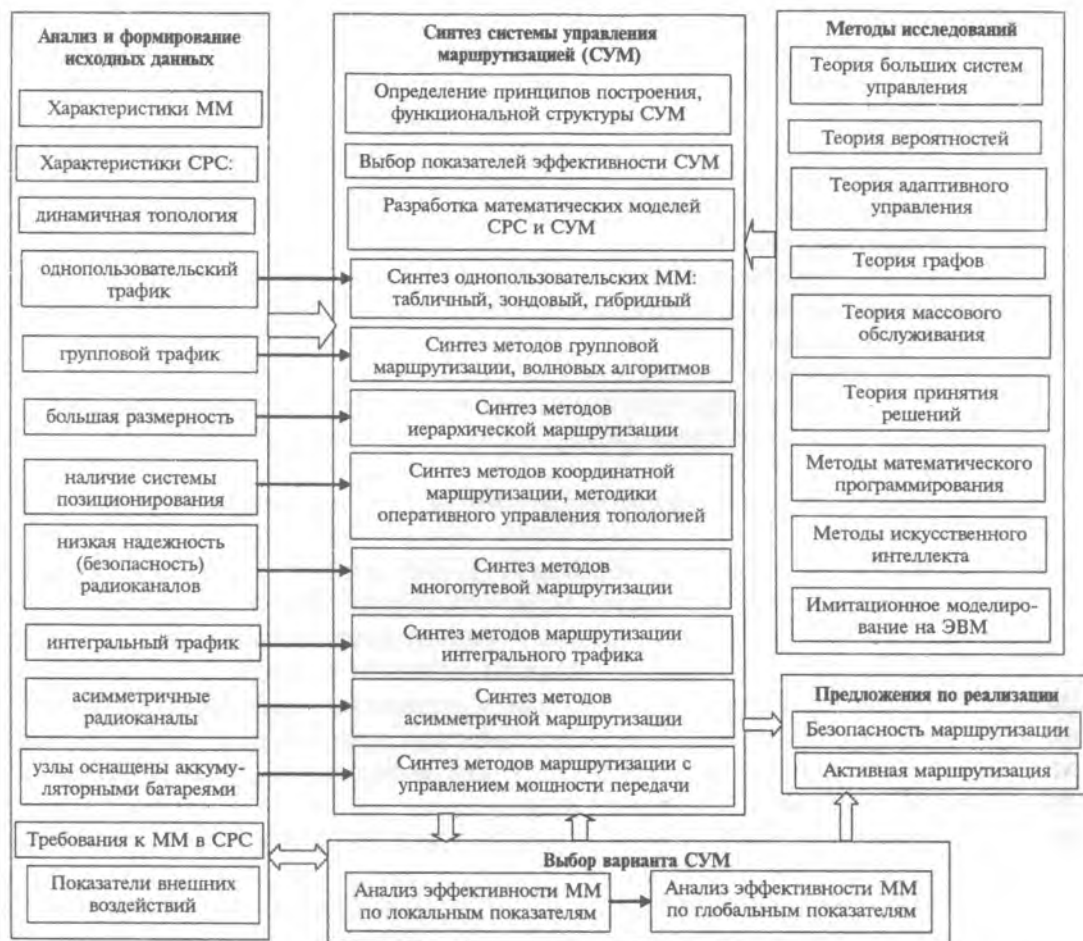 Анализ и формирование
исходных данных
Характеристики ММ
Характеристики СРС:
динамичная топология
однопользовательский
трафик
групповой трафик
большая размерность
наличие системы
позиционирования
низкая надежность
(безопасность)
радиоканалов
интегральный трафик
асимметричные
радиоканалы
узлы оснащены аккуму-
ляторными батареями
Требования к ММ в СРС
Показатели внешних
воздействий
Синтез системы управления
маршрутизацией (СУМ)
Определение принципов построения,
функциональной структуры СУМ
Выбор показателей эффективности СУМ
Разработка математических моделей
СРС и СУМ
Синтез однопользовательских ММ:
табличный, зондовый, гибридный
Синтез методов групповой
маршрутизации, волновых алгоритмов
Синтез методов
иерархической маршрутизации
Синтез методов координатной
маршрутизации, методики
оперативного управления топологией
Синтез методов
многопутевой маршрутизации
Синтез методов маршрутизации
интегрального трафика
Синтез методов
асимметричной маршрутизации
Синтез методов маршрутизации с
управлением мощности передачи
Выбор варианта СУМ
Анализ эффективности ММ
по локальным показателям
Анализ эффективности ММ
по глобальным показателям
Методы исследований
Теория больших систем
управления
Теория вероятностей
Теория адаптивного
управления
Теория графов
Теория массового
обслуживания
Теория принятия
решений
Методы математического
программирования
Методы искусственного
интеллекта
Имитационное моделиро-
вание на ЭВМ
Предложения по реализации
Безопасность маршрутизации
Активная маршрутизация